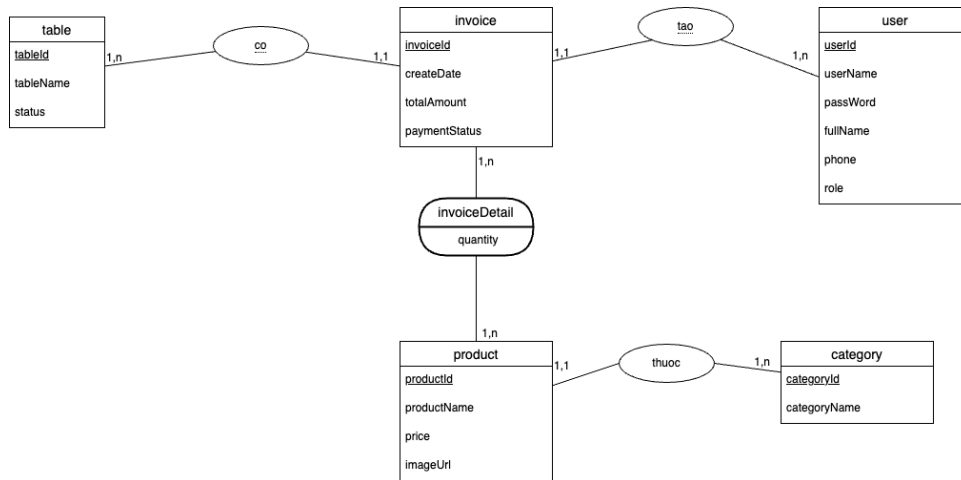 table
tableId
tableName
status
1,n
co
1,1
invoice
invoiceId
createDate
totalAmount
paymentStatus
1,1
tao
1,n
user
userId
userName
passWord
fullName
phone
role
1,n
invoiceDetail
quantity
1,n
product
productId
productName
price
imageUrl
1,1
thuoc
1,n
category
categoryId
categoryName